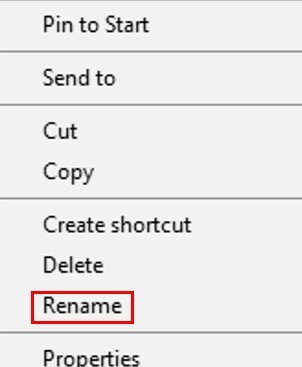 Pin to Start
Send to
Cut
Copy
Create shortcut
Delete
Rename
Properties